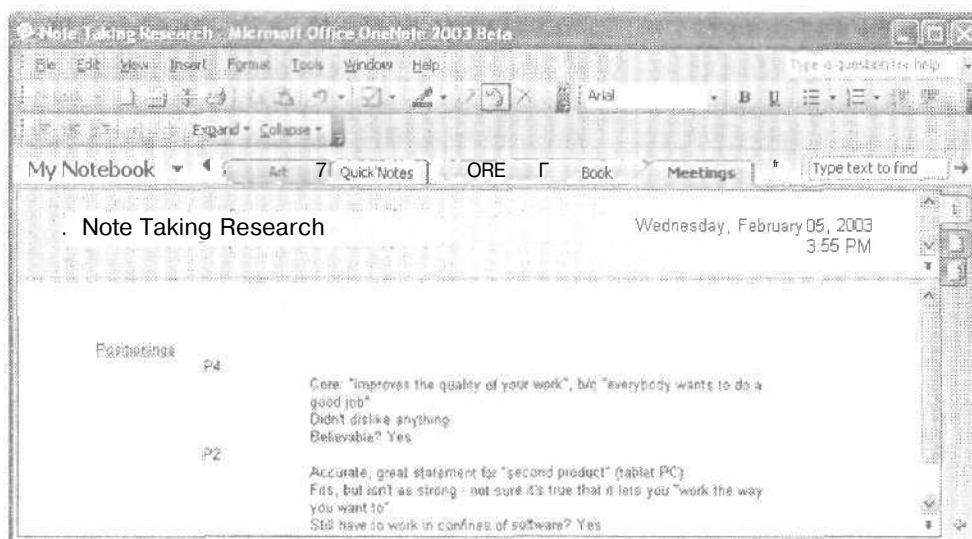 Note Taking Research - Microsoft Office OneNote 2003 Beta
File Edit View Insert Format Tools Window Help Type a question for help
Arial B U
Expand Collapse
My Notebook Art 7 Quick Notes ORE Г Book Meetings fr Type text to find
Note Taking Research
Wednesday, February 05, 2003
3:55 PM
Positionings
P4
Core: "improves the quality of your work", b/c "everybody wants to do a
good job"
Didn't dislike anything
Believable? Yes
P2
Accurate, great statement for "second product" (tablet PC)
Fits, but isn't as strong - not sure it's true that it lets you "work the way
you want to"
Still have to work in confines of software? Yes